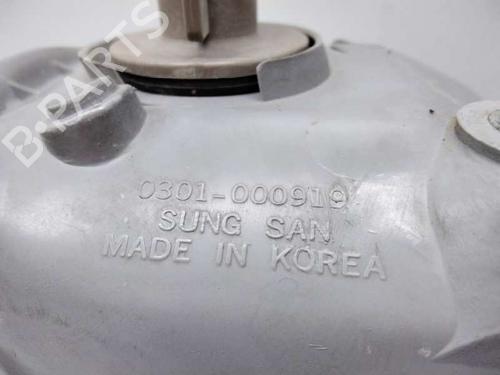 B-PARTS
0301-000919
SUNG SAN
MADE IN KOREA